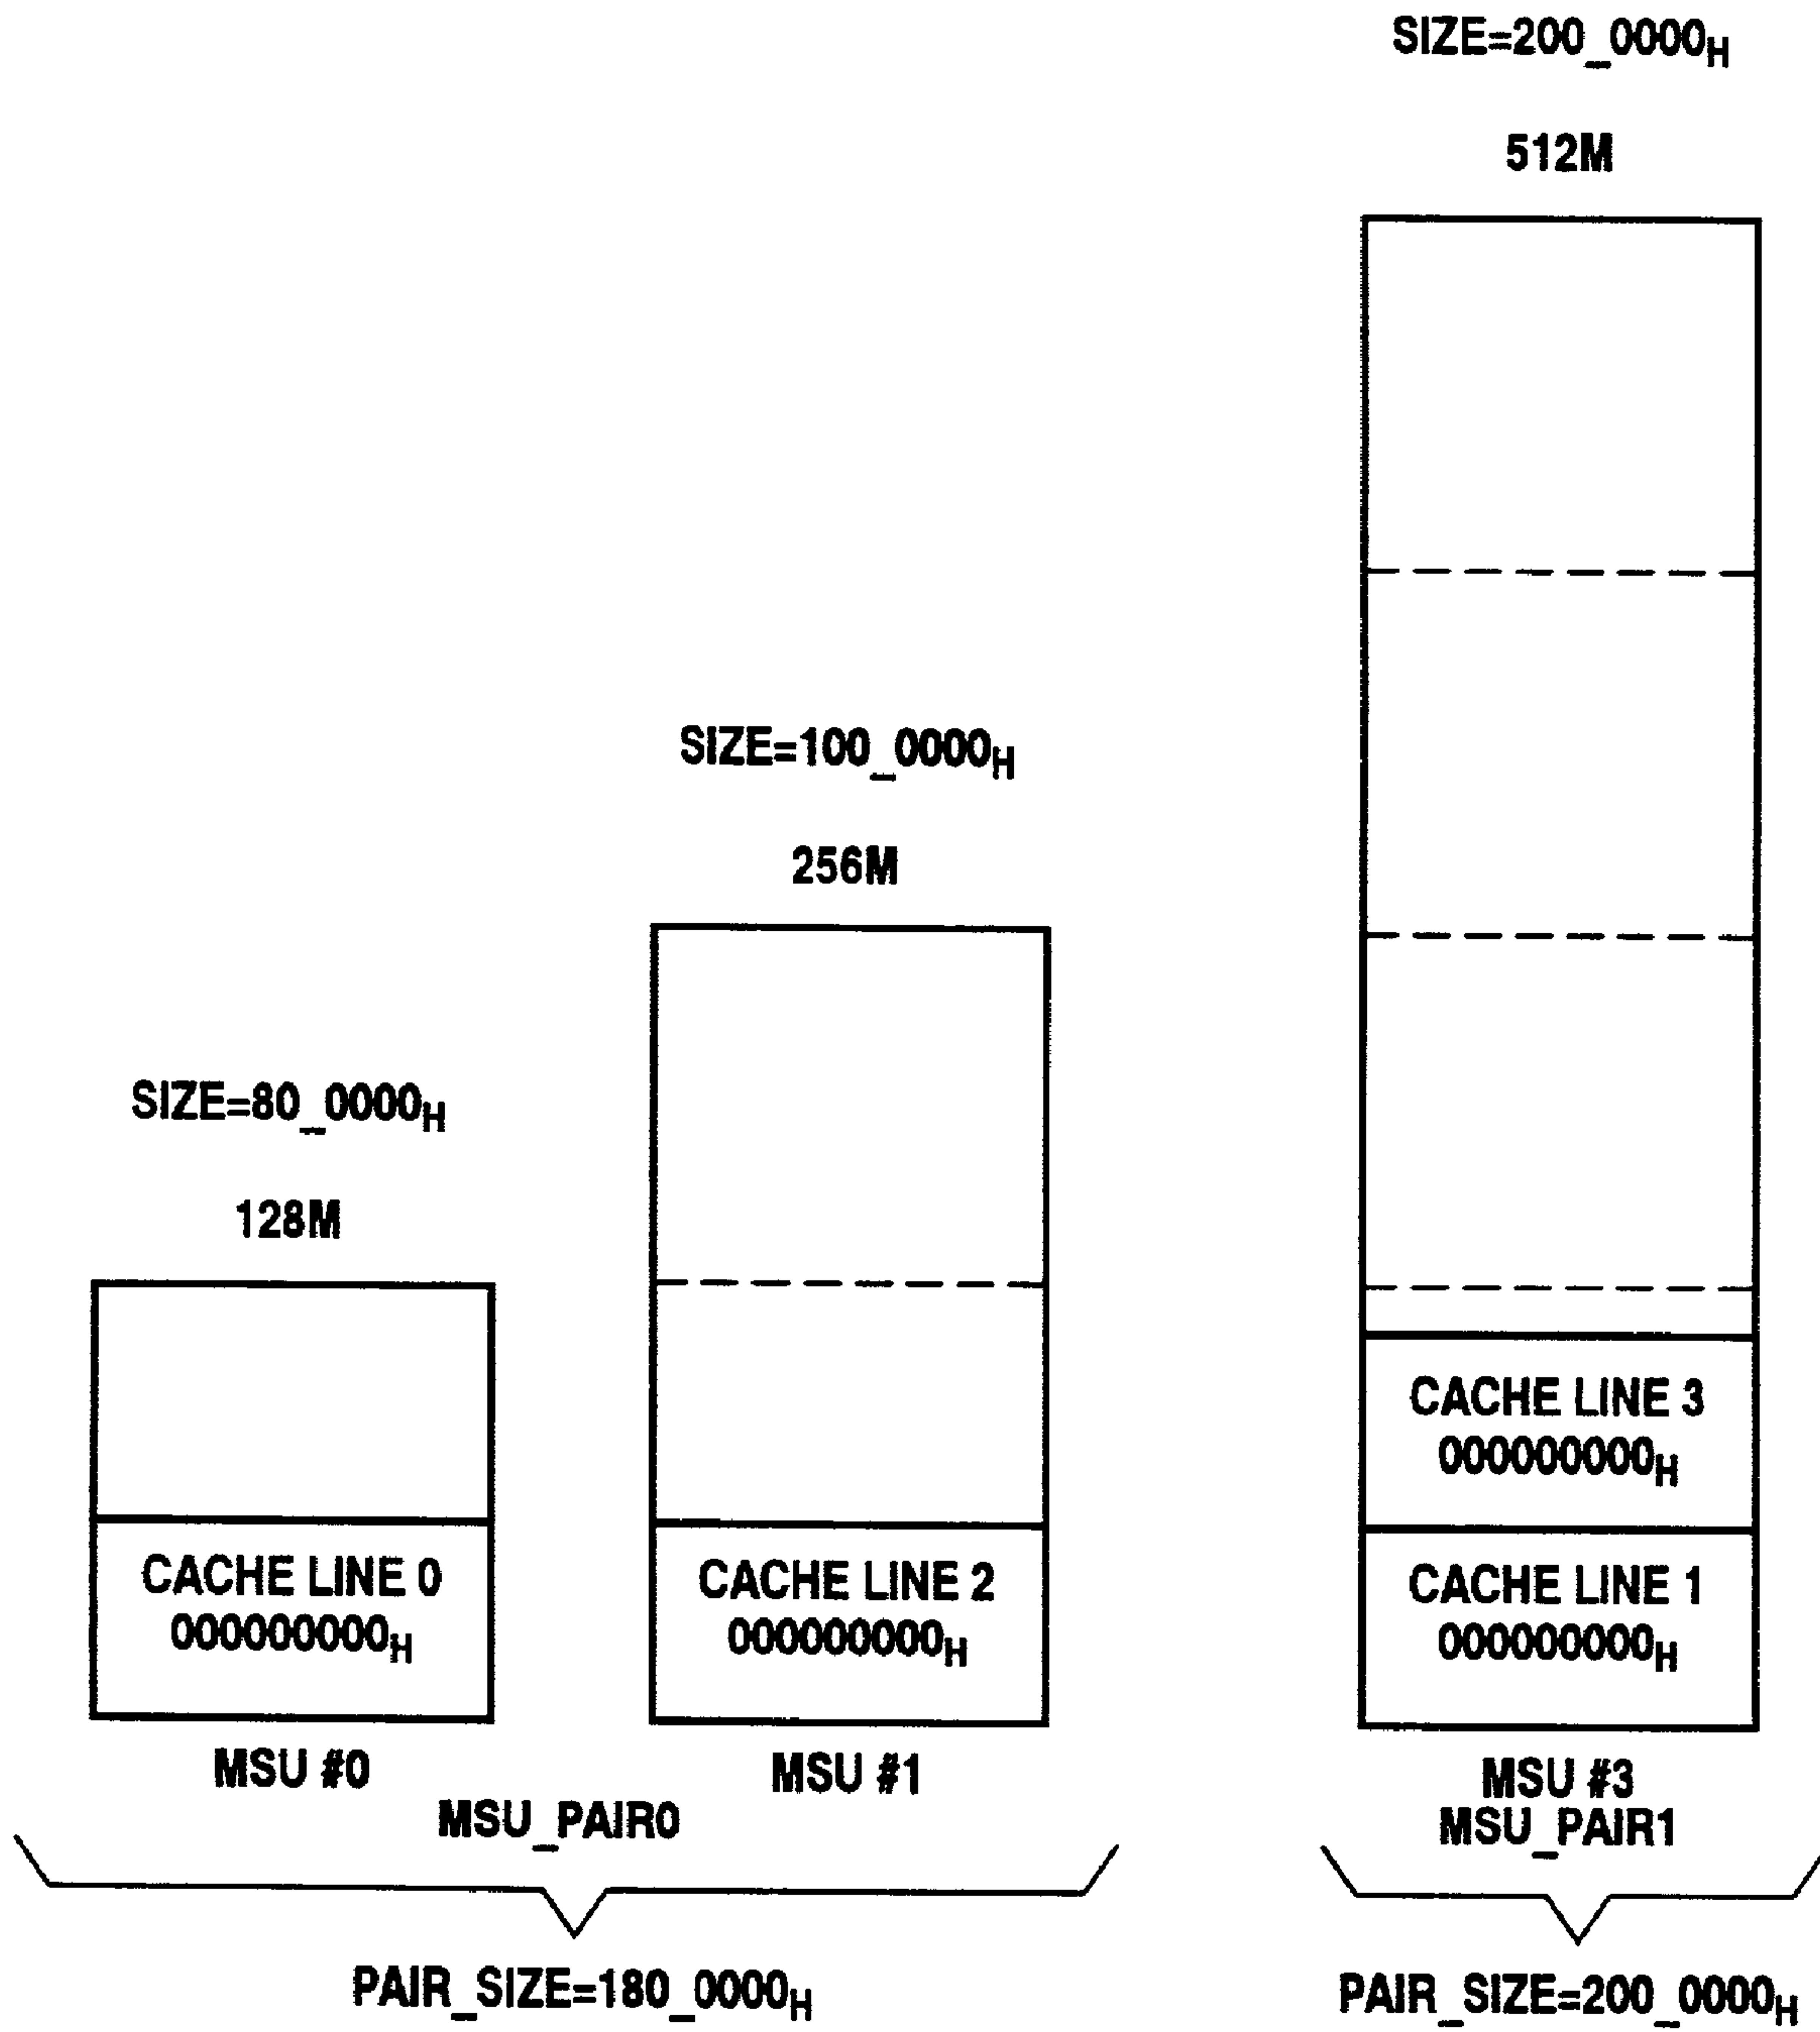 SIZE=200_0000H
512M
SIZE=100_0000H
256M
SIZE=80_0000H
128M
CACHE LINE 3
000000000H
CACHE LINE 0
000000000H
CACHE LINE 2
000000000H
CACHE LINE 1
000000000H
MSU #0
MSU #1
MSU #3
MSU_PAIR0
MSU_PAIR1
PAIR_SIZE=180_0000H
PAIR_SIZE=200_0000H